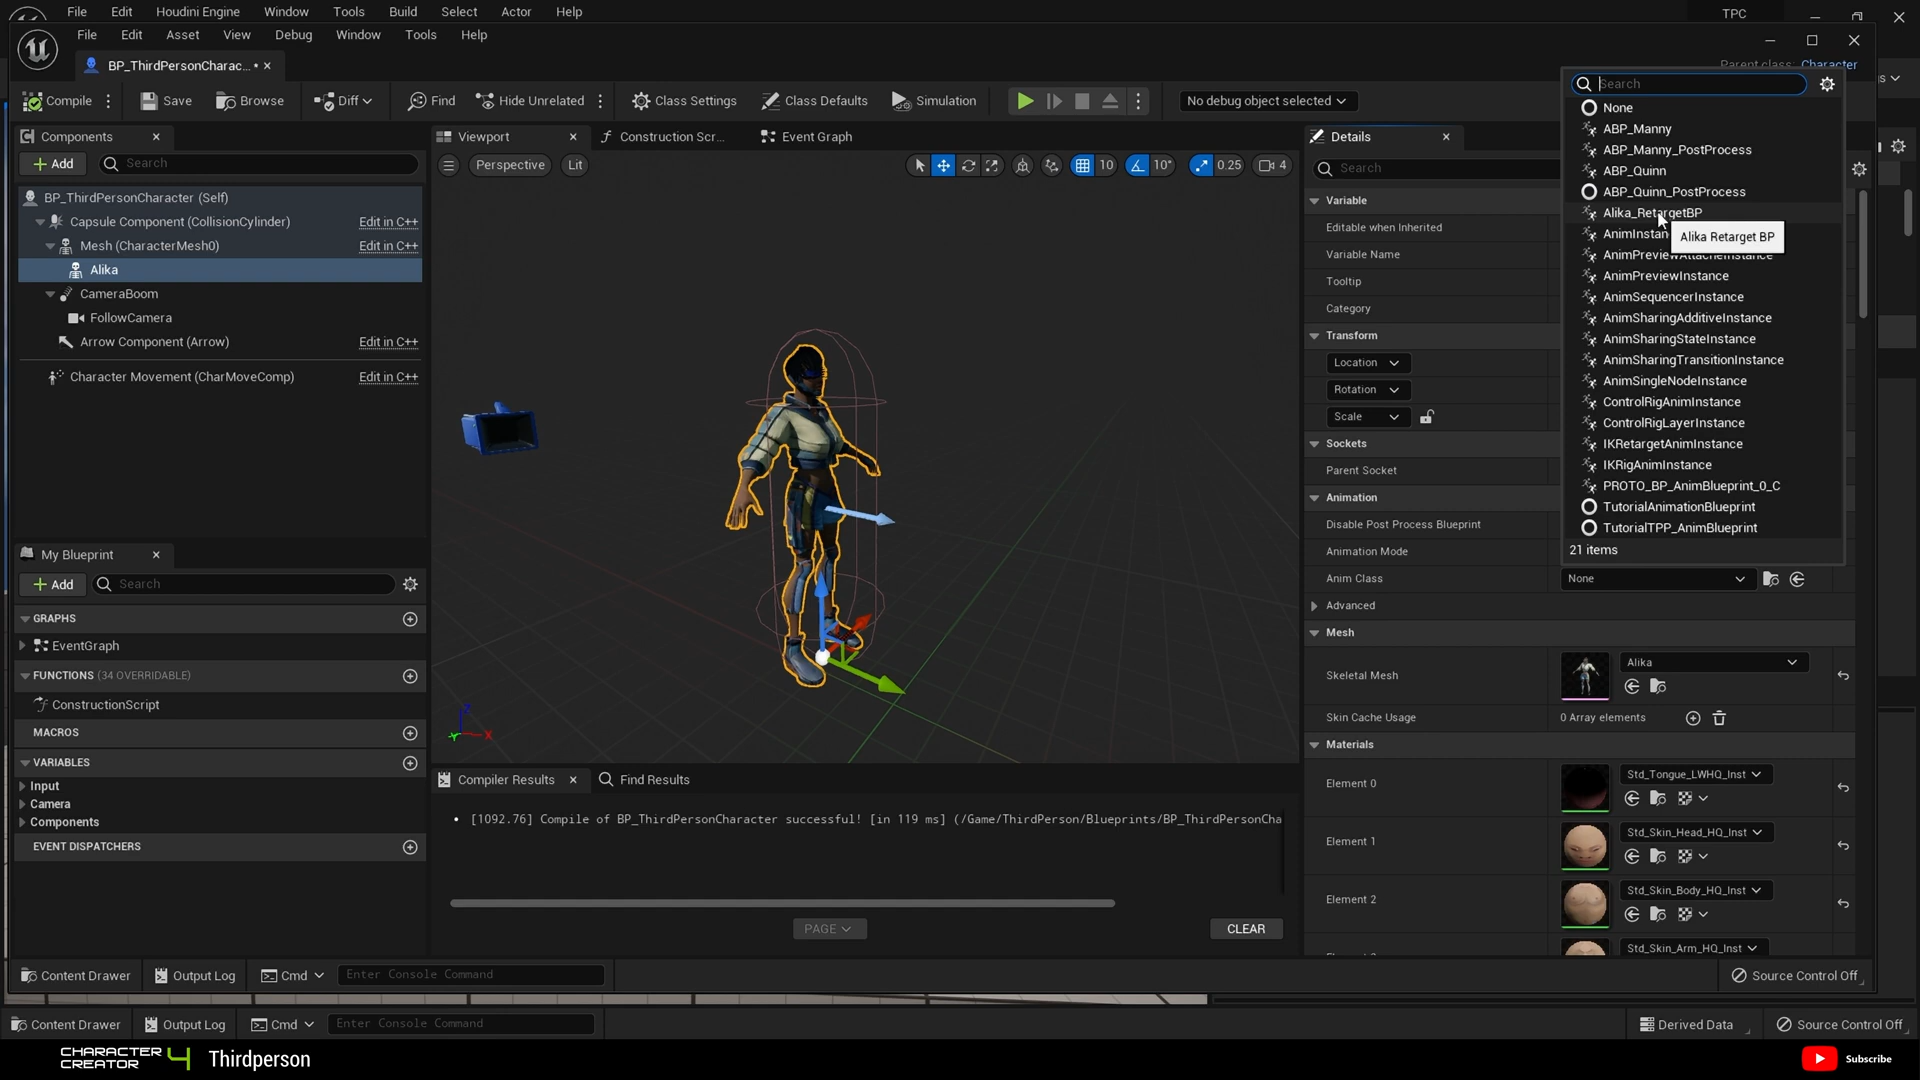 File Edit Houdini Engine Window Tools Build Select Actor Help TPC
File Edit Asset View Debug Window Tools Help
BP_ThirdPersonCharac... •
Parent class: Character
Compile Save Browse Diff Find Hide Unrelated Class Settings Class Defaults Simulation No debug object selected
Components
Add Search
BP_ThirdPersonCharacter (Self)
Capsule Component (CollisionCylinder) Edit in C++
Mesh (CharacterMesh0) Edit in C++
Alika
CameraBoom
FollowCamera
Arrow Component (Arrow) Edit in C++
Character Movement (CharMoveComp) Edit in C++
My Blueprint
Add Search
GRAPHS
EventGraph
FUNCTIONS (34 OVERRIDABLE)
ConstructionScript
MACROS
VARIABLES
Input
Camera
Components
EVENT DISPATCHERS
Viewport Construction Scr... Event Graph
Perspective Lit 10 10° 0.25 4
Z
X
Y
Compiler Results Find Results
• [1092.76] Compile of BP_ThirdPersonCharacter successful! [in 119 ms] (/Game/ThirdPerson/Blueprints/BP_ThirdPersonCha
PAGE CLEAR
Details
Search
Variable
Editable when Inherited
Variable Name
Tooltip
Category
Transform
Location
Rotation
Scale
Sockets
Parent Socket
Animation
Disable Post Process Blueprint
Animation Mode
Anim Class None
Advanced
Mesh
Skeletal Mesh Alika
Skin Cache Usage 0 Array elements
Materials
Element 0 Std_Tongue_LWHQ_Inst
Element 1 Std_Skin_Head_HQ_Inst
Element 2 Std_Skin_Body_HQ_Inst
Std_Skin_Arm_HQ_Inst
Search
None
ABP_Manny
ABP_Manny_PostProcess
ABP_Quinn
ABP_Quinn_PostProcess
Alika_RetargetBP
AnimInstan
Alika Retarget BP
AnimPreviewAttacheInstance
AnimPreviewInstance
AnimSequencerInstance
AnimSharingAdditiveInstance
AnimSharingStateInstance
AnimSharingTransitionInstance
AnimSingleNodeInstance
ControlRigAnimInstance
ControlRigLayerInstance
IKRetargetAnimInstance
IKRigAnimInstance
PROTO_BP_AnimBlueprint_0_C
TutorialAnimationBlueprint
TutorialTPP_AnimBlueprint
21 items
Content Drawer Output Log Cmd Enter Console Command Source Control Off
Content Drawer Output Log Cmd Enter Console Command Derived Data Source Control Off
CHARACTER
CREATOR 4 Thirdperson Subscribe